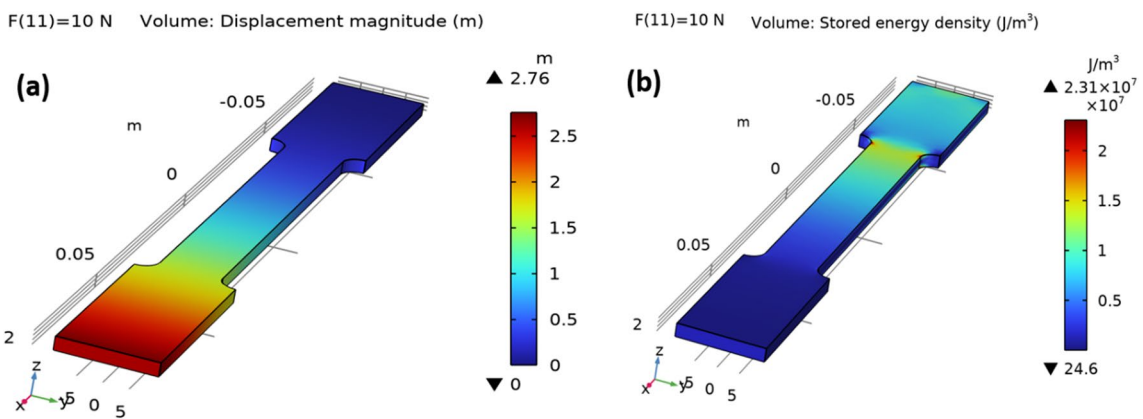 F(11)=10 N Volume: Displacement magnitude (m)
(a)
m
▲ 2.76
2.5
2
1.5
1
0.5
0
▼ 0
-0.05
m
0
0.05
2
z
y
x
5 0 5
F(11)=10 N Volume: Stored energy density (J/m³)
(b)
J/m³
▲ 2.31×10⁷
×10⁷
2
1.5
1
0.5
▼ 24.6
-0.05
m
0
0.05
2
z
y
x
5 0 5